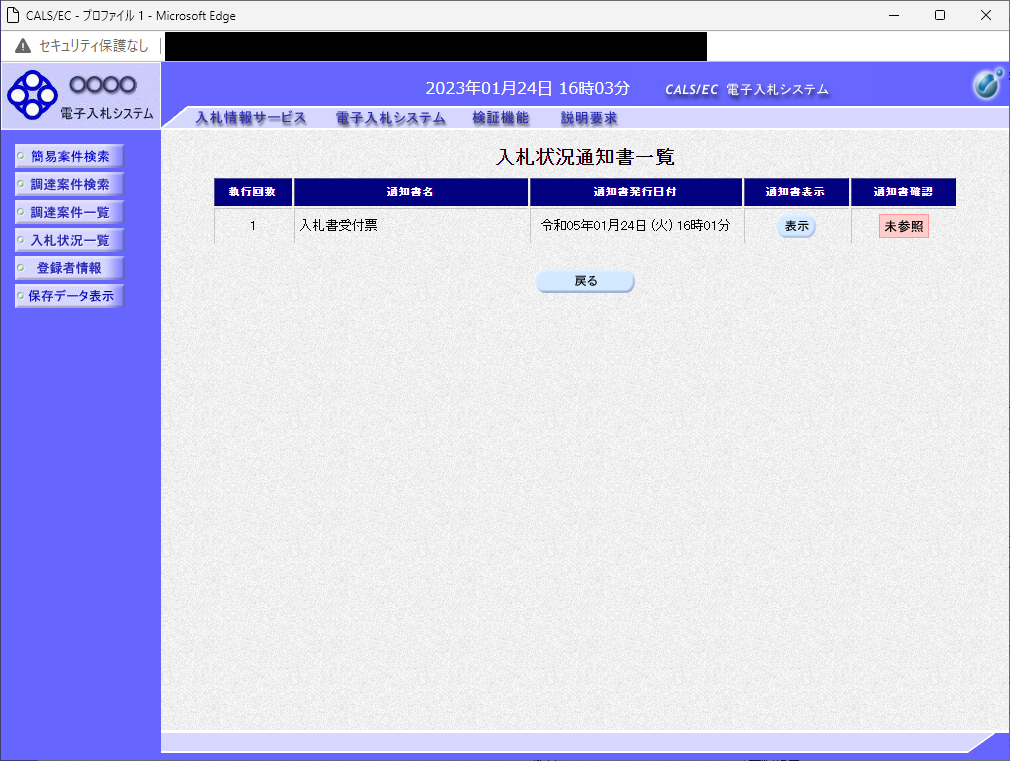 CALS/EC - プロファイル 1 - Microsoft Edge
セキュリティ保護なし
〇〇〇〇
電子入札システム
2023年01月24日 16時03分
CALS/EC 電子入札システム
入札情報サービス 電子入札システム 検証機能 説明要求
簡易案件検索
調達案件検索
調達案件一覧
入札状況一覧
登録者情報
保存データ表示
入札状況通知書一覧
執行回数 通知書名 通知書発行日付 通知書表示 通知書確認
1 入札書受付票 令和05年01月24日 (火) 16時01分 表示 未参照
戻る